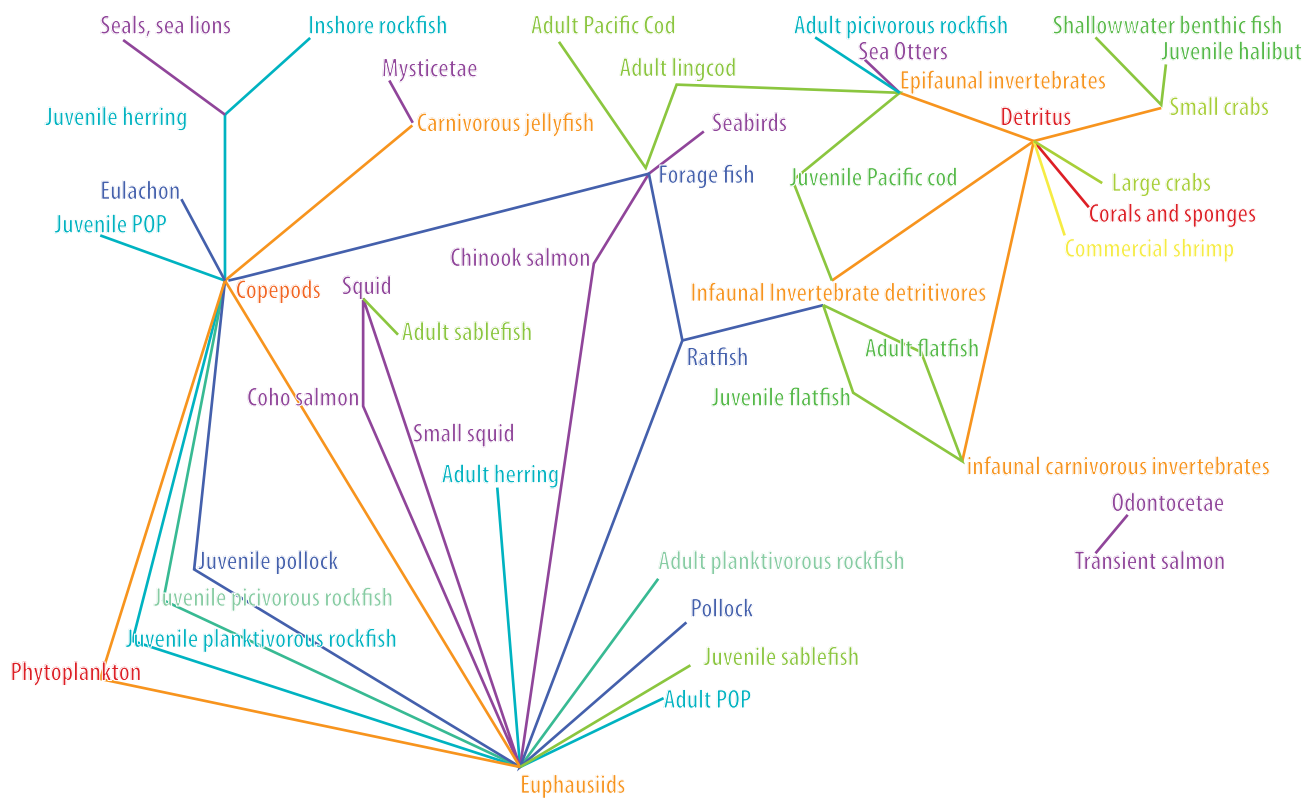 Seals, sea lions
Inshore rockfish
Adult Pacific Cod
Adult picivorous rockfish
Shallowwater benthic fish
Sea Otters
Juvenile halibut
Mysticetae
Adult lingcod
Epifaunal invertebrates
Small crabs
Juvenile herring
Carnivorous jellyfish
Seabirds
Detritus
Forage fish
Juvenile Pacific cod
Large crabs
Eulachon
Corals and sponges
Juvenile POP
Commercial shrimp
Chinook salmon
Copepods
Squid
Infaunal Invertebrate detritivores
Adult sablefish
Adult flatfish
Ratfish
Coho salmon
Juvenile flatfish
Small squid
Adult herring
infaunal carnivorous invertebrates
Odontocetae
Juvenile pollock
Adult planktivorous rockfish
Transient salmon
Juvenile picivorous rockfish
Pollock
Juvenile planktivorous rockfish
Juvenile sablefish
Phytoplankton
Adult POP
Euphausiids